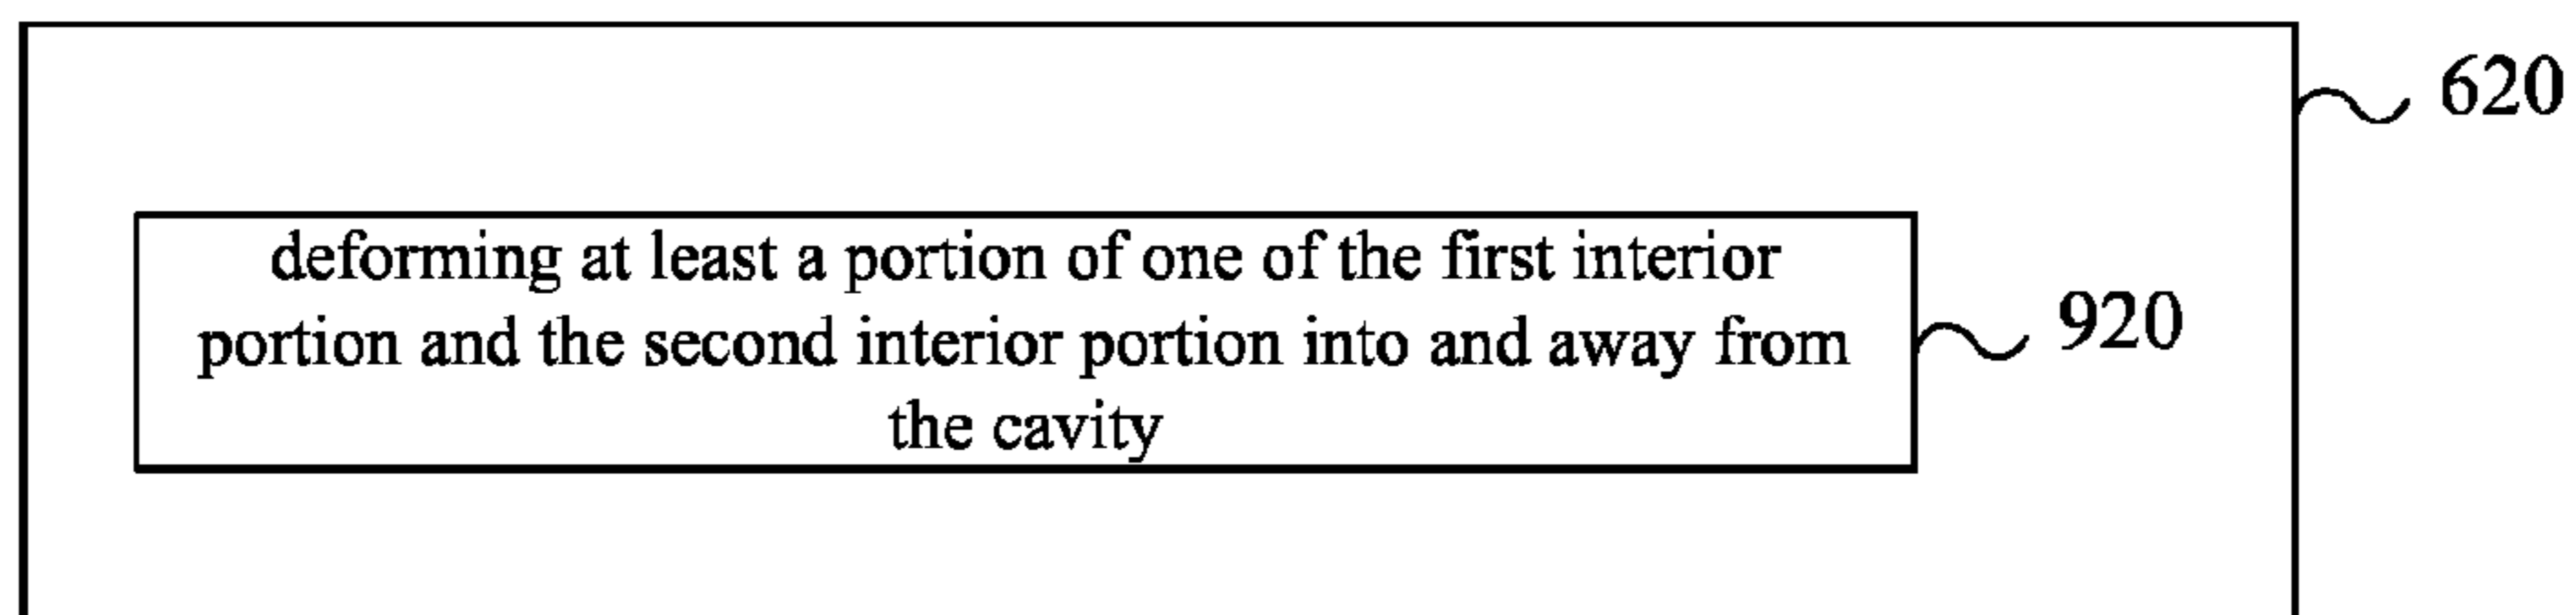 620
deforming at least a portion of one of the first interior
portion and the second interior portion into and away from
the cavity
920